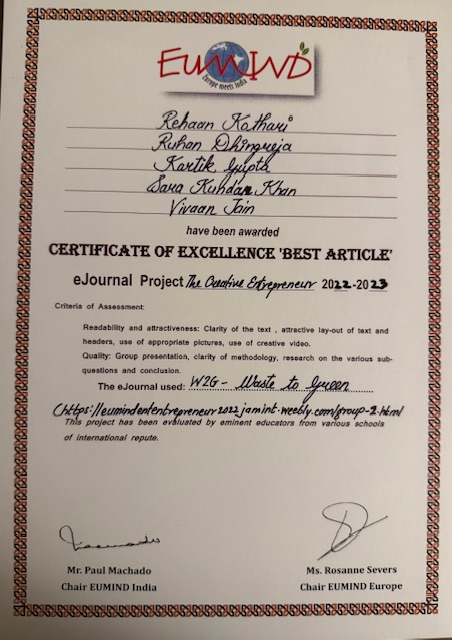 EUMIND
Europe meets India
Rehaan Kothari
Ruhan Dhingreja
Kartik Gupta
Sara Kundan Khan
Vivaan Jain
have been awarded
CERTIFICATE OF EXCELLENCE 'BEST ARTICLE'
eJournal Project The Creative Entrepreneur 2022-2023
Criteria of Assessment:
Readability and attractiveness: Clarity of the text , attractive lay-out of text and
headers, use of appropriate pictures, use of creative video.
Quality: Group presentation, clarity of methodology, research on the various sub-
questions and conclusion.
The eJournal used: W2G - Waste to Green
(https://eumindentrepreneur2022.jamint.weebly.com/group-2.html)
This project has been evaluated by eminent educators from various schools
of international repute.
Mr. Paul Machado
Chair EUMIND India
Ms. Rosanne Severs
Chair EUMIND Europe